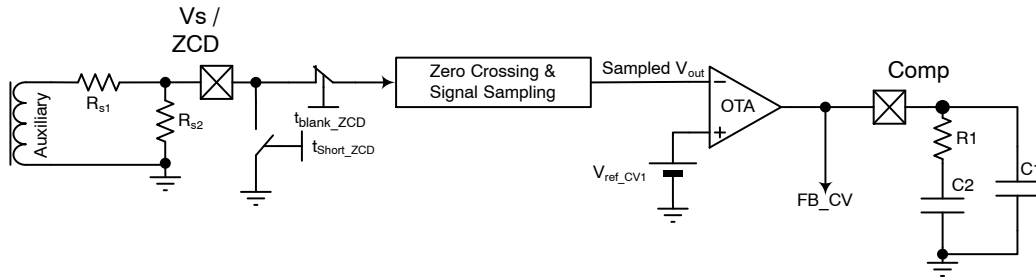 Vs /
ZCD
Auxiliary
Rs1
Rs2
tblank_ZCD
tShort_ZCD
Zero Crossing &
Signal Sampling
Sampled Vout
OTA
Vref_CV1
FB_CV
Comp
R1
C2
C1